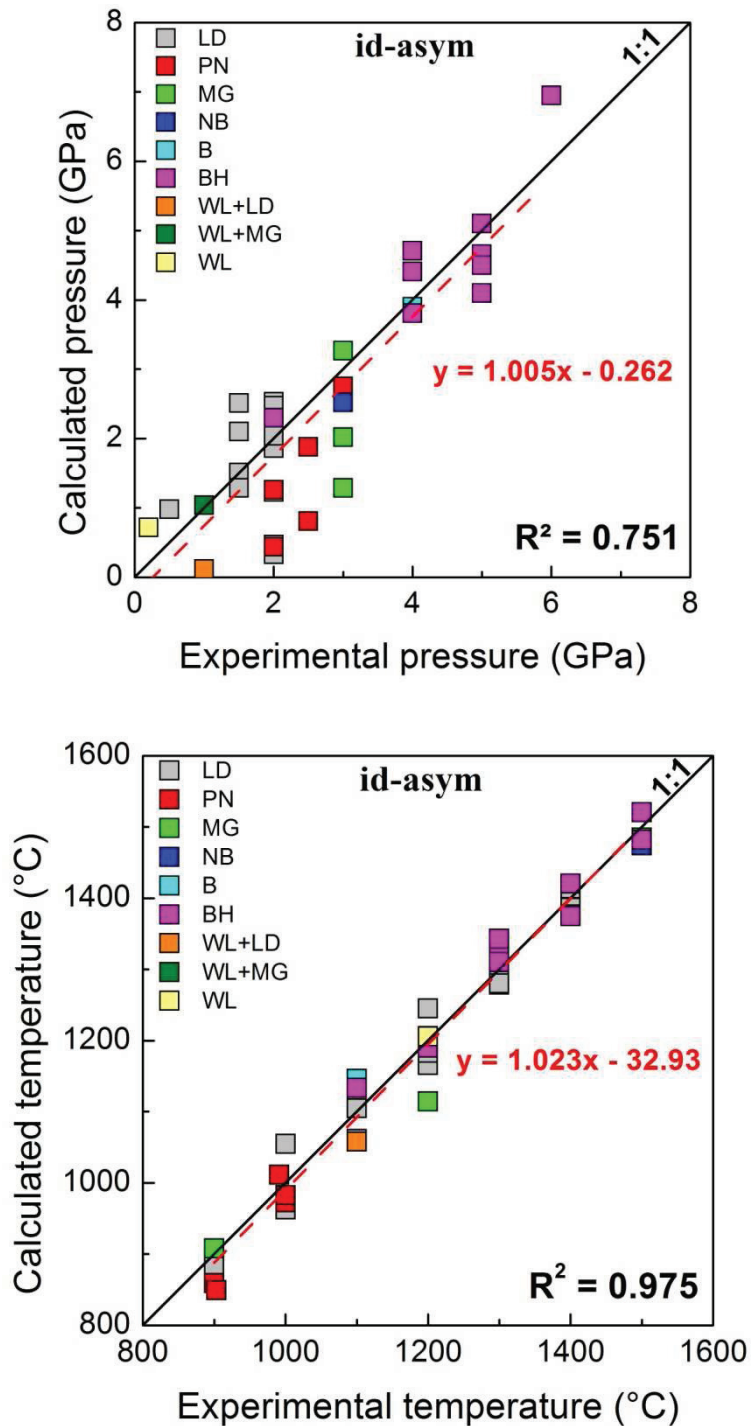 id-asym
1:1
LD
PN
MG
NB
B
BH
WL+LD
WL+MG
WL
8
6
4
2
0
Calculated pressure (GPa)
y = 1.005x - 0.262
R² = 0.751
0 2 4 6 8
Experimental pressure (GPa)
id-asym
1:1
LD
PN
MG
NB
B
BH
WL+LD
WL+MG
WL
1600
1400
1200
1000
800
Calculated temperature (°C)
y = 1.023x - 32.93
R² = 0.975
800 1000 1200 1400 1600
Experimental temperature (°C)